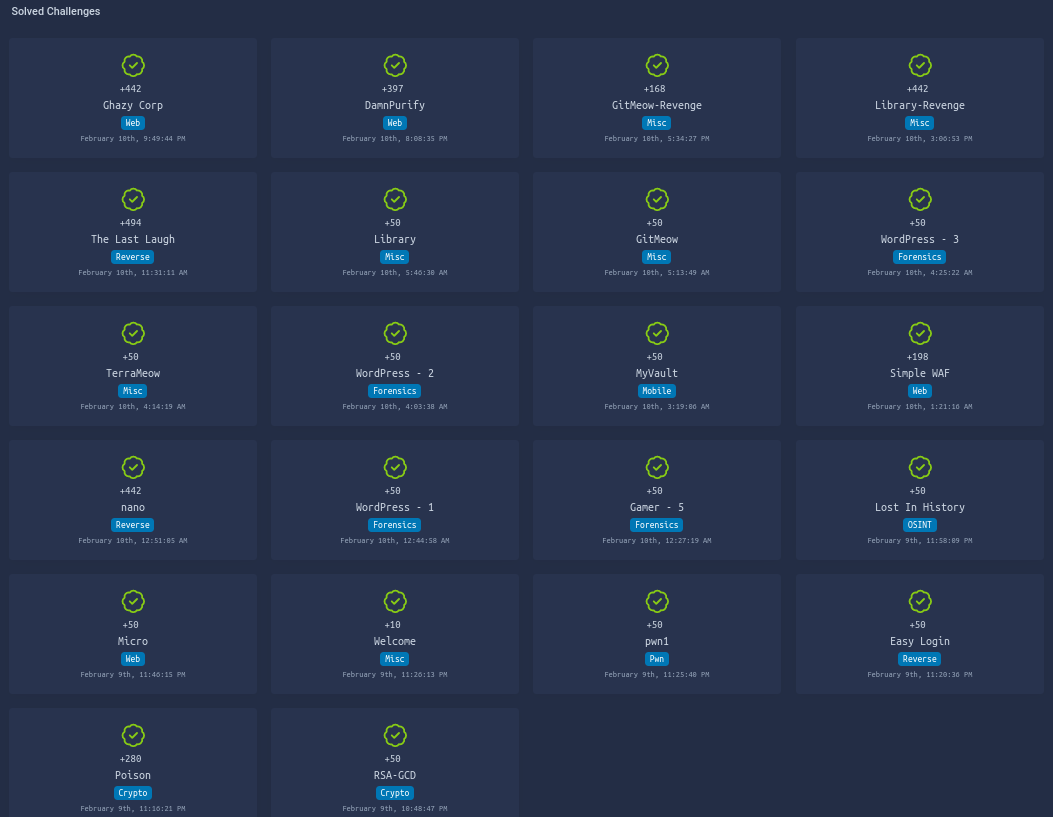 Solved Challenges
+442
Ghazy Corp
Web
February 10th, 9:49:44 PM
+397
DamnPurify
Web
February 10th, 8:08:35 PM
+168
GitMeow-Revenge
Misc
February 10th, 5:34:27 PM
+442
Library-Revenge
Misc
February 10th, 3:06:53 PM
+494
The Last Laugh
Reverse
February 10th, 11:31:11 AM
+50
Library
Misc
February 10th, 5:46:30 AM
+50
GitMeow
Misc
February 10th, 5:13:49 AM
+50
WordPress - 3
Forensics
February 10th, 4:25:22 AM
+50
TerraMeow
Misc
February 10th, 4:14:19 AM
+50
WordPress - 2
Forensics
February 10th, 4:03:38 AM
+50
MyVault
Mobile
February 10th, 3:19:06 AM
+198
Simple WAF
Web
February 10th, 1:21:16 AM
+442
nano
Reverse
February 10th, 12:51:05 AM
+50
WordPress - 1
Forensics
February 10th, 12:44:58 AM
+50
Gamer - 5
Forensics
February 10th, 12:27:19 AM
+50
Lost In History
OSINT
February 9th, 11:58:09 PM
+50
Micro
Web
February 9th, 11:46:15 PM
+10
Welcome
Misc
February 9th, 11:26:13 PM
+50
pwn1
Pwn
February 9th, 11:25:40 PM
+50
Easy Login
Reverse
February 9th, 11:20:36 PM
+280
Poison
Crypto
February 9th, 11:16:21 PM
+50
RSA-GCD
Crypto
February 9th, 10:48:47 PM